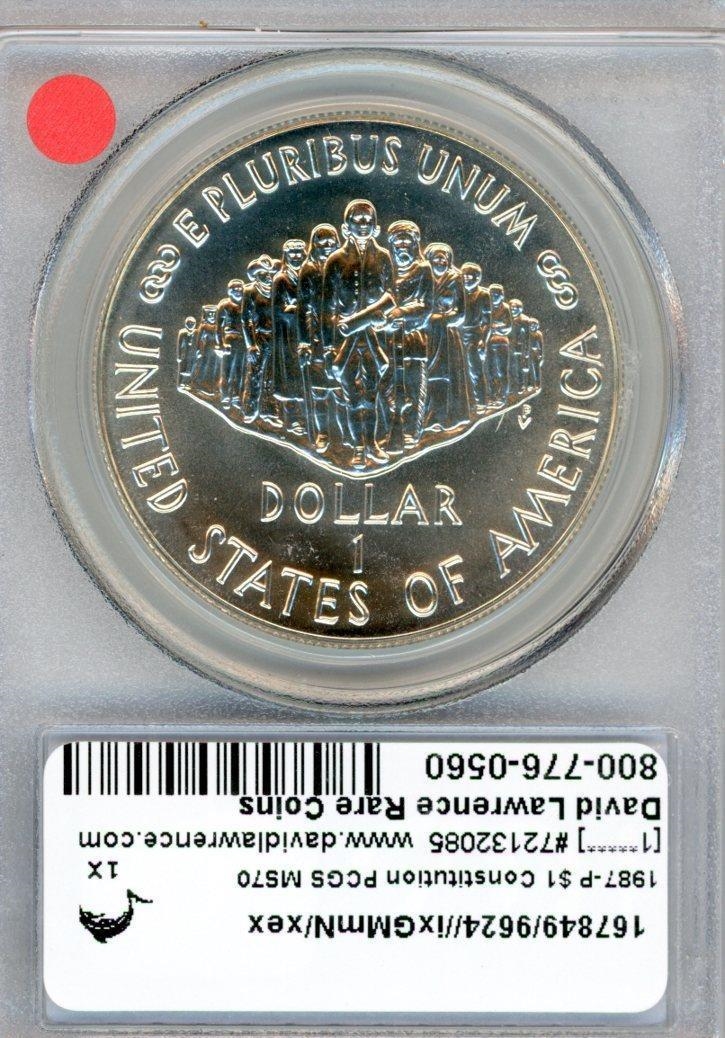 E PLURIBUS UNUM
UNITED STATES OF AMERICA
DOLLAR
1
167849/9624//ixGMmN/xex
1987-P $1 Constitution PCGS MS70
1X
[1*****] #72132085 www.davidlawrence.com
David Lawrence Rare Coins
800-776-0560